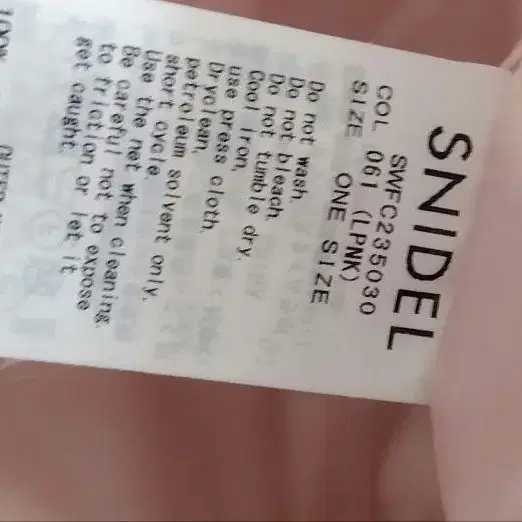 SNIDEL
SWFC235030
COL 061 (LPNK)
SIZE ONE SIZE
Do not wash.
Do not bleach.
Do not tumble dry.
Cool iron,
use press cloth.
Dryclean,
petroleum solvent only,
short cycle.
Use the net when cleaning.
Be careful not to expose
to friction or let it
get caught.